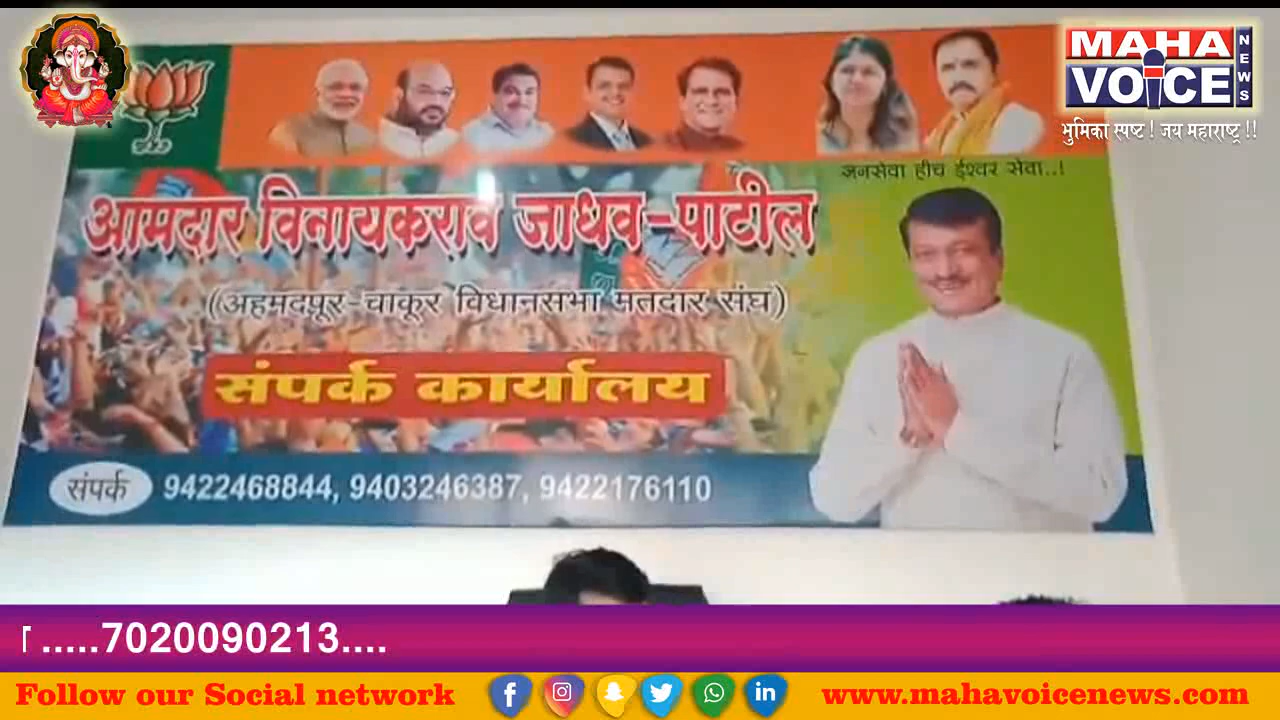 MAHA
VOICE
NEWS
भुमिका स्पष्ट ! जय महाराष्ट्र !!
जनसेवा हीच ईश्वर सेवा..!
आमदार विनायकराव जाधव-पाटील
(अहमदपूर-चाकूर विधानसभा मतदार संघ)
संपर्क कार्यालय
संपर्क 9422468844, 9403246387, 9422176110
.....7020090213....
Follow our Social network
www.mahavoicenews.com